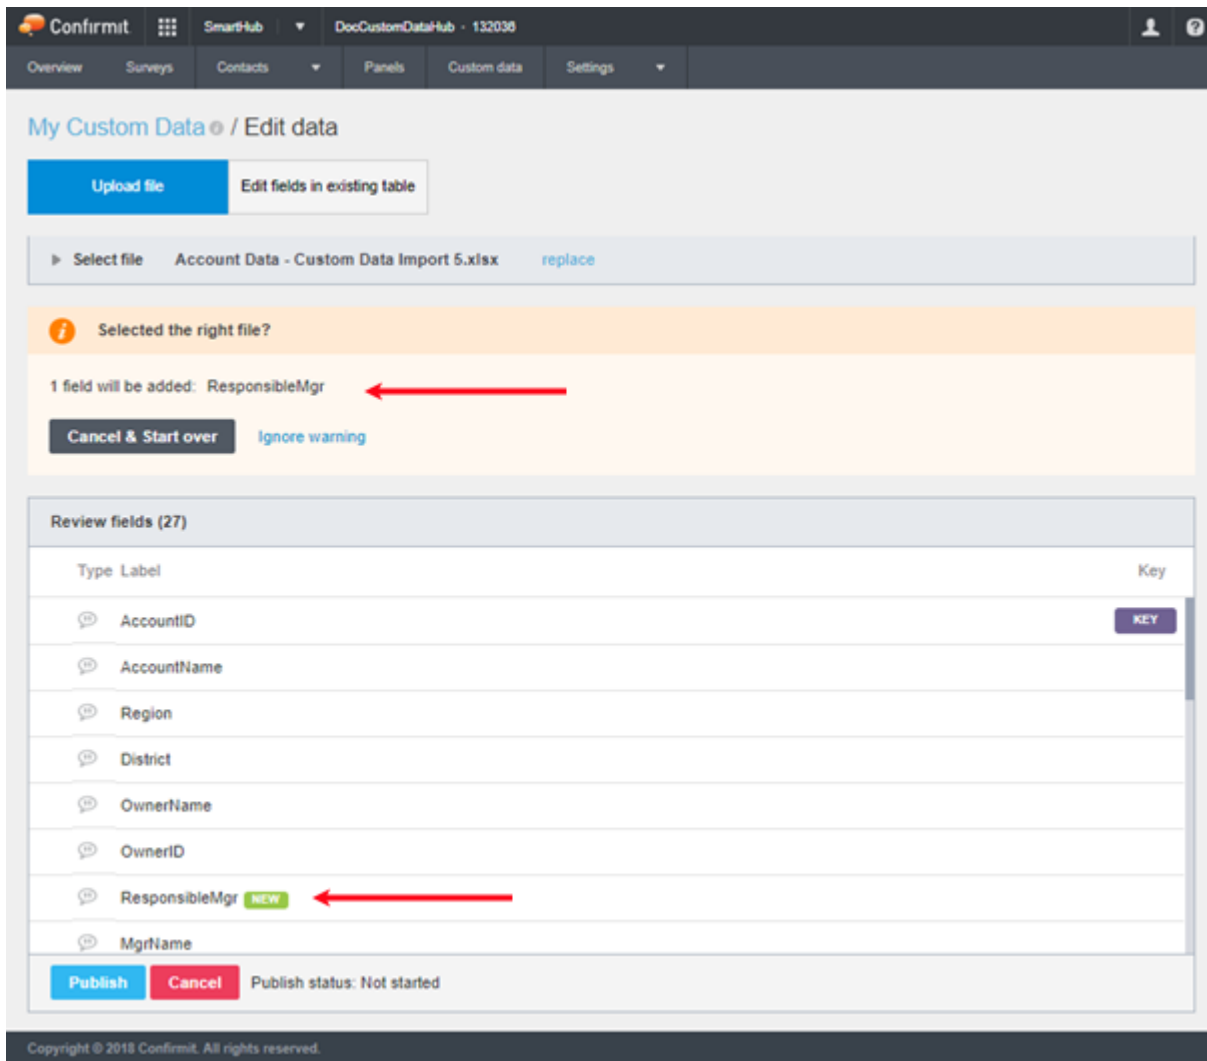 Confirmit. SmartHub DocCustomDataHub - 132036
Overview Surveys Contacts Panels Custom data Settings
My Custom Data / Edit data
Upload file Edit fields in existing table
Select file Account Data - Custom Data Import 5.xlsx replace
Selected the right file?
1 field will be added: ResponsibleMgr
Cancel & Start over Ignore warning
Review fields (27)
Type Label Key
AccountID KEY
AccountName
Region
District
OwnerName
OwnerID
ResponsibleMgr NEW
MgrName
Publish Cancel Publish status: Not started
Copyright © 2018 Confirmit. All rights reserved.